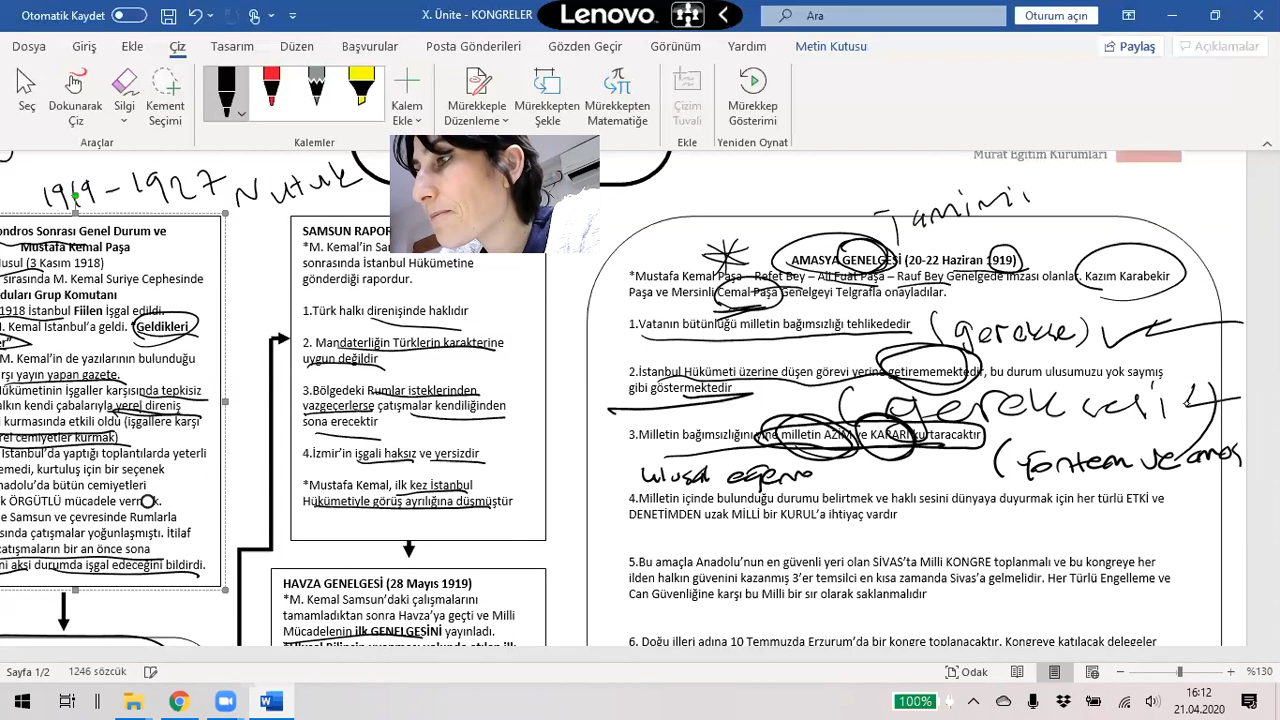 X. Ünite - KONGRELER
Lenovo
Ara
Oturum açın
Dosya
Giriş
Ekle
Çiz
Tasarım
Düzen
Başvurular
Posta Gönderileri
Gözden Geçir
Görünüm
Yardım
Metin Kutusu
Paylaş
Açıklamalar
Seç
Dokunarak Çiz
Silgi
Kement Seçimi
Kalem Ekle
Mürekkeple Düzenleme
Mürekkepten Şekle
Mürekkepten Matematiğe
Çizim Tuvali
Mürekkep Gösterimi
Araçlar
Kalemler
Ekle
Yeniden Oynat
Murat Eğitim Kurumları
1919 - 1927 Nutuk
ondros Sonrası Genel Durum ve
Mustafa Kemal Paşa
usul (3 Kasım 1918)
sırasında M. Kemal Suriye Cephesinde
duları Grup Komutanı
1918 İstanbul Fiilen İşgal edildi.
M. Kemal İstanbul'a geldi. "Geldikleri
er"
M. Kemal'in de yazılarının bulunduğu
rşı yayın yapan gazete.
Hükümetinin İşgaller karşısında tepkisiz
alkın kendi çabalarıyla yerel direniş
i kurmasında etkili oldu (işgallere karşı
erel cemiyetler kurmak)
İstanbul'da yaptığı toplantılarda yeterli
emedi, kurtuluş için bir seçenek
nadolu'da bütün cemiyetleri
k ÖRGÜTLÜ mücadele vermek.
e Samsun ve çevresinde Rumlarla
sında çatışmalar yoğunlaşmıştı. İtilaf
çatışmaların bir an önce sona
ni aksi durumda işgal edeceğini bildirdi.
SAMSUN RAPOR
*M. Kemal'in Sam
sonrasında İstanbul Hükümetine
gönderdiği rapordur.
1.Türk halkı direnişinde haklıdır
2. Mandaterliğin Türklerin karakterine
uygun değildir
3.Bölgedeki Rumlar isteklerinden
vazgeçerlerse çatışmalar kendiliğinden
sona erecektir
4.İzmir'in işgali haksız ve yersizdir
*Mustafa Kemal, ilk kez İstanbul
Hükümetiyle görüş ayrılığına düşmüştür
HAVZA GENELGESİ (28 Mayıs 1919)
*M. Kemal Samsun'daki çalışmalarını
tamamladıktan sonra Havza'ya geçti ve Milli
Mücadelenin ilk GENELGESİNİ yayınladı.
Tamimi
AMASYA GENELGESİ (20-22 Haziran 1919)
*Mustafa Kemal Paşa – Refet Bey – Ali Fuat Paşa – Rauf Bey Genelgede imzası olanlar. Kazım Karabekir
Paşa ve Mersinli Cemal Paşa Genelgeyi Telgrafla onayladılar.
1.Vatanın bütünlüğü milletin bağımsızlığı tehlikededir
(gerekçe)
2.İstanbul Hükümeti üzerine düşen görevi yerine getirememektedir, bu durum ulusumuzu yok saymış
gibi göstermektedir
3.Milletin bağımsızlığını yine milletin AZİM ve KARARI kurtaracaktır
ulusal egeme
4.Milletin içinde bulunduğu durumu belirtmek ve haklı sesini dünyaya duyurmak için her türlü ETKİ ve
DENETİMDEN uzak MİLLİ bir KURUL'a ihtiyaç vardır
5.Bu amaçla Anadolu'nun en güvenli yeri olan SİVAS'ta Milli KONGRE toplanmalı ve bu kongreye her
ilden halkın güvenini kazanmış 3'er temsilci en kısa zamanda Sivas'a gelmelidir. Her Türlü Engelleme ve
Can Güvenliğine karşı bu Milli bir sır olarak saklanmalıdır
6. Doğu illeri adına 10 Temmuzda Erzurum'da bir kongre toplanacaktır. Kongreye katılacak delegeler
Sayfa 1/2
1246 sözcük
Odak
%130
100%
16:12
21.04.2020